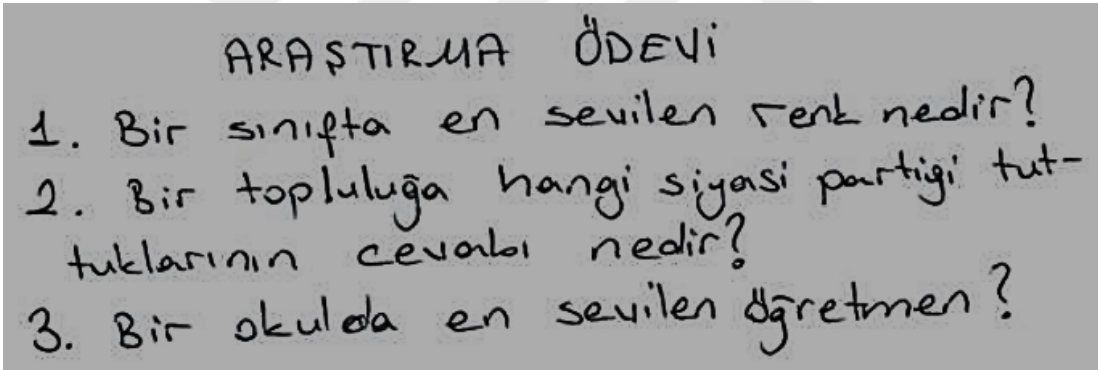 ARAŞTIRMA ÖDEVİ
1. Bir sınıfta en sevilen renk nedir?
2. Bir topluluğa hangi siyasi partiyi tut-
tuklarının cevabı nedir?
3. Bir okulda en sevilen öğretmen?